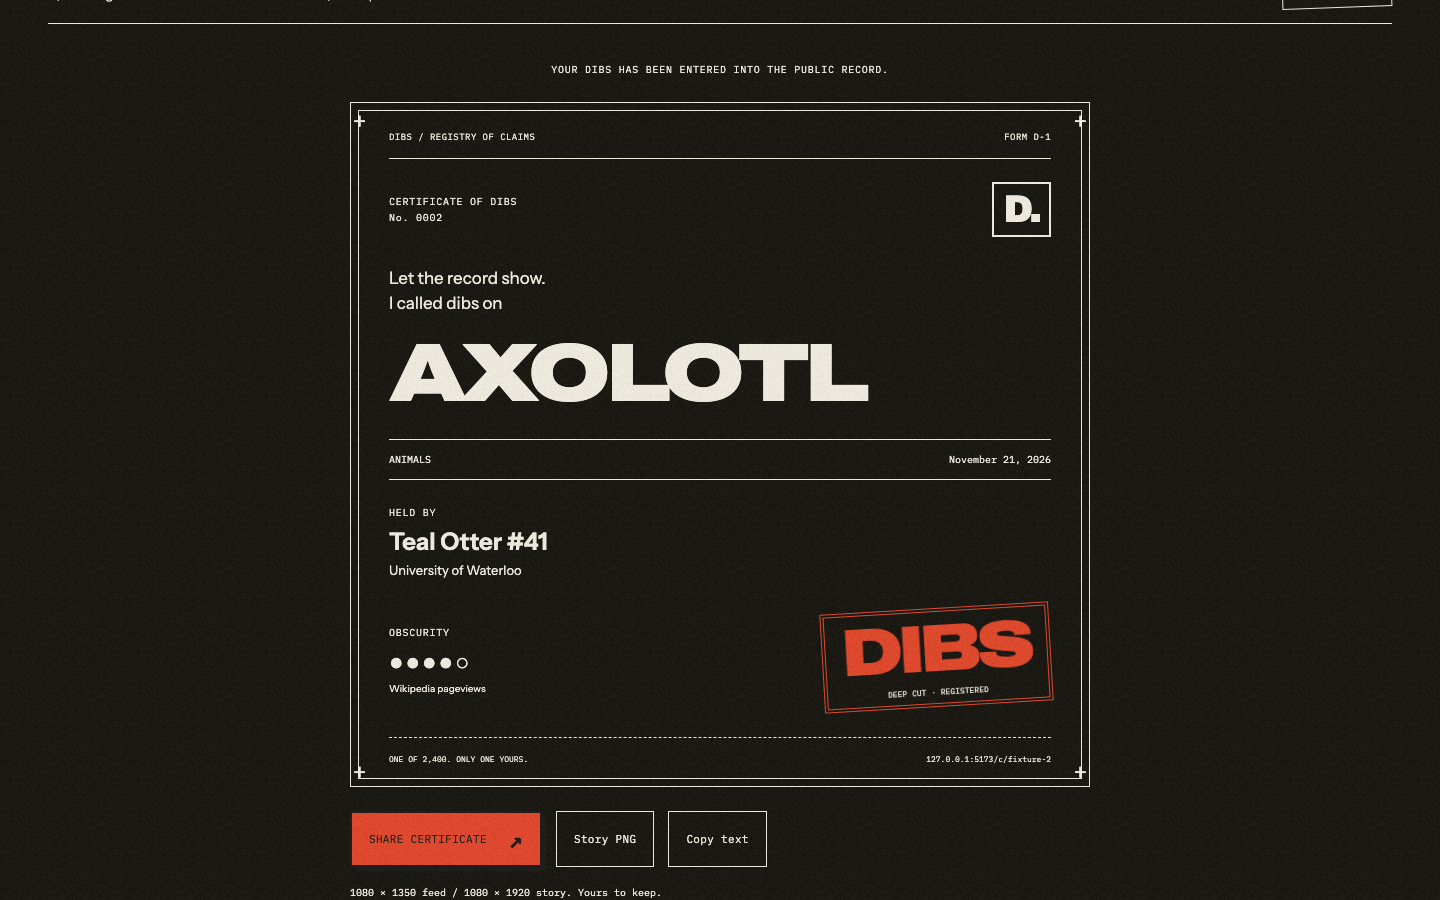 YOUR DIBS HAS BEEN ENTERED INTO THE PUBLIC RECORD.
DIBS / REGISTRY OF CLAIMS
FORM D-1
CERTIFICATE OF DIBS
No. 0002
D.
Let the record show.
I called dibs on
AXOLOTL
ANIMALS
November 21, 2026
HELD BY
Teal Otter #41
University of Waterloo
OBSCURITY
Wikipedia pageviews
DIBS
DEEP CUT · REGISTERED
ONE OF 2,400. ONLY ONE YOURS.
127.0.0.1:5173/c/fixture-2
SHARE CERTIFICATE ↗
Story PNG
Copy text
1080 × 1350 feed / 1080 × 1920 story. Yours to keep.